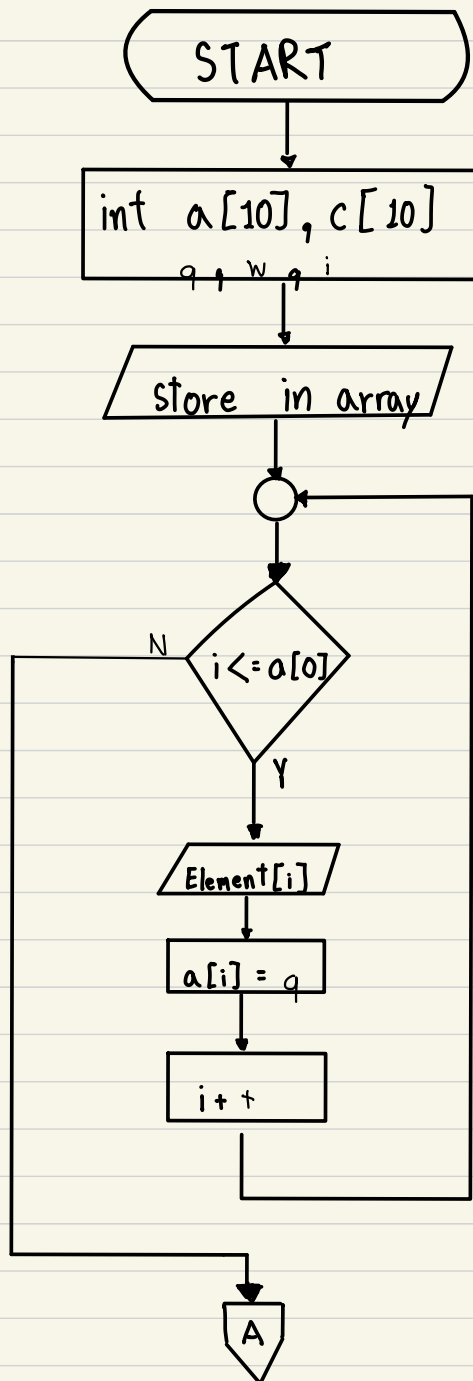 START
int a[10], c[10]
q, w, i
store in array
i<=a[0]
N
Y
Element[i]
a[i] = q
i++
A